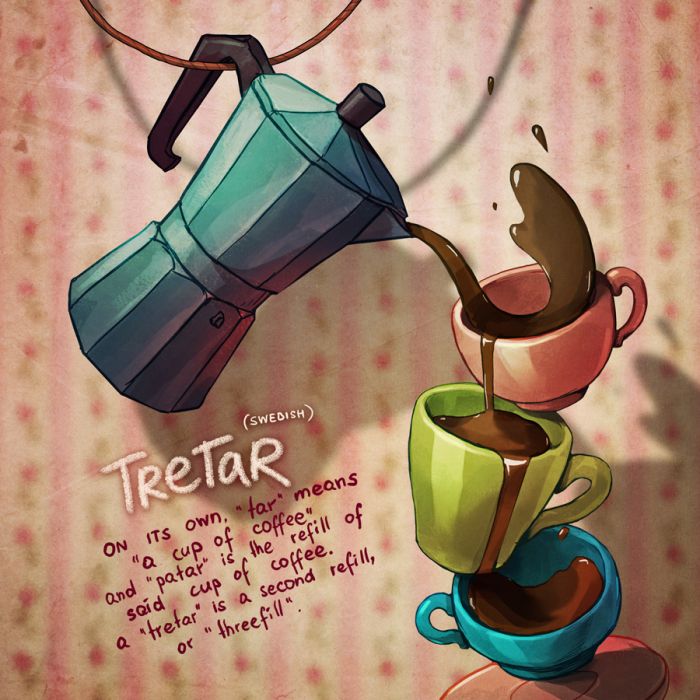 (SWEDISH)
TReTaR
ON ITS OWN, "tar" means
"a cup of coffee"
and "patar" is the refill of
said cup of coffee.
a "tretar" is a second refill,
or "threefill".